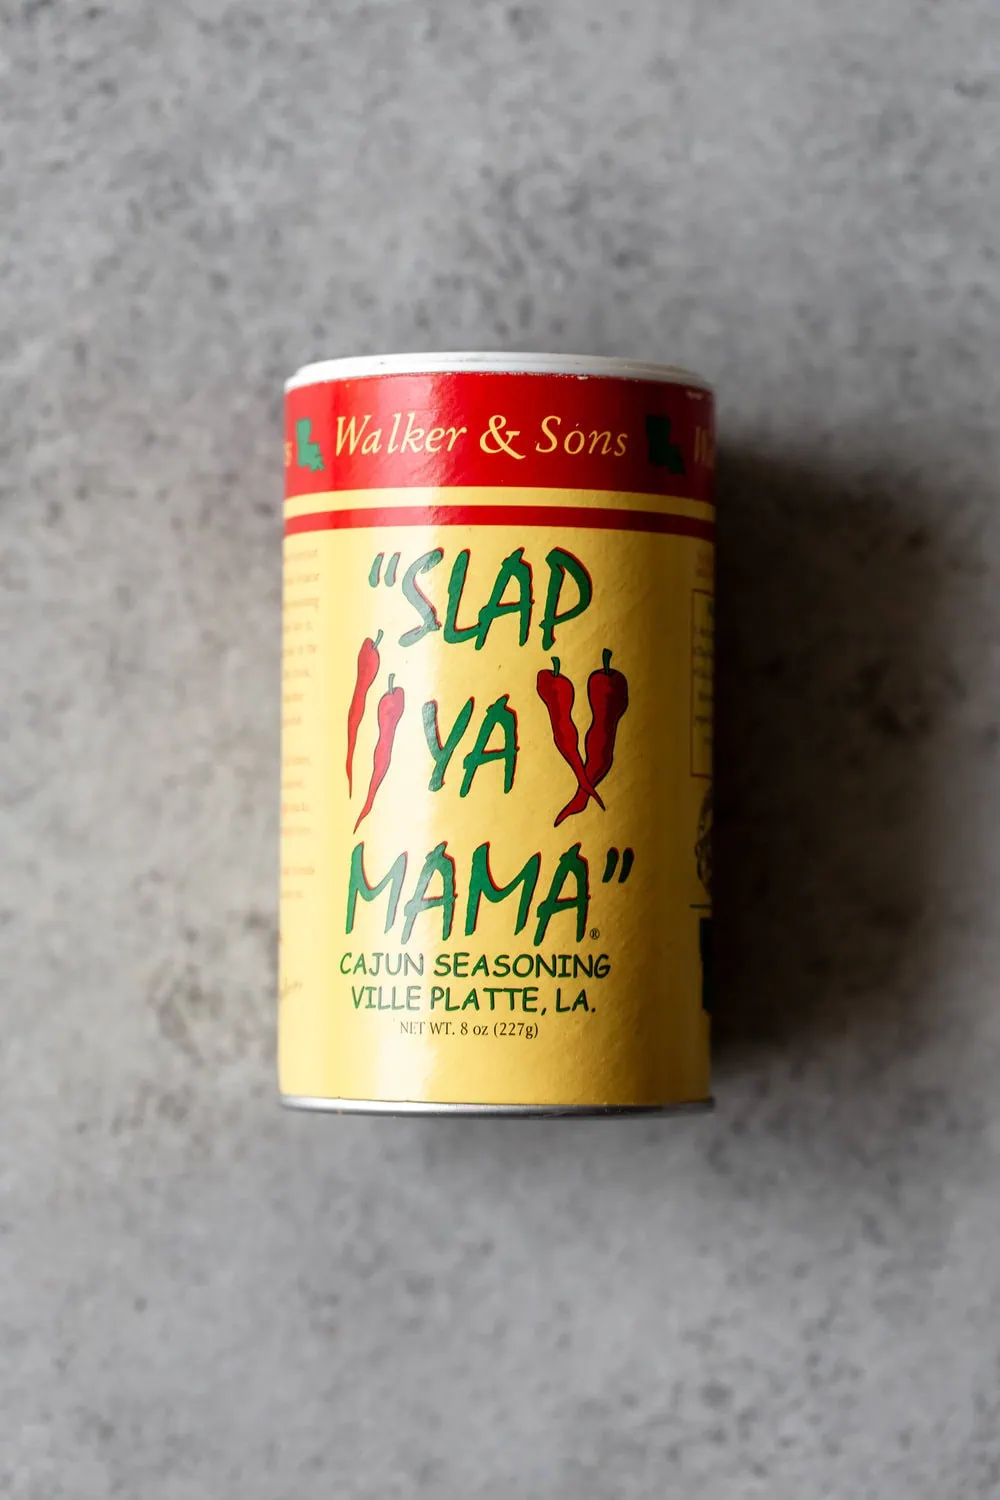 Walker & Sons
"SLAP
YA
MAMA"®
CAJUN SEASONING
VILLE PLATTE, LA.
NET WT. 8 oz (227g)